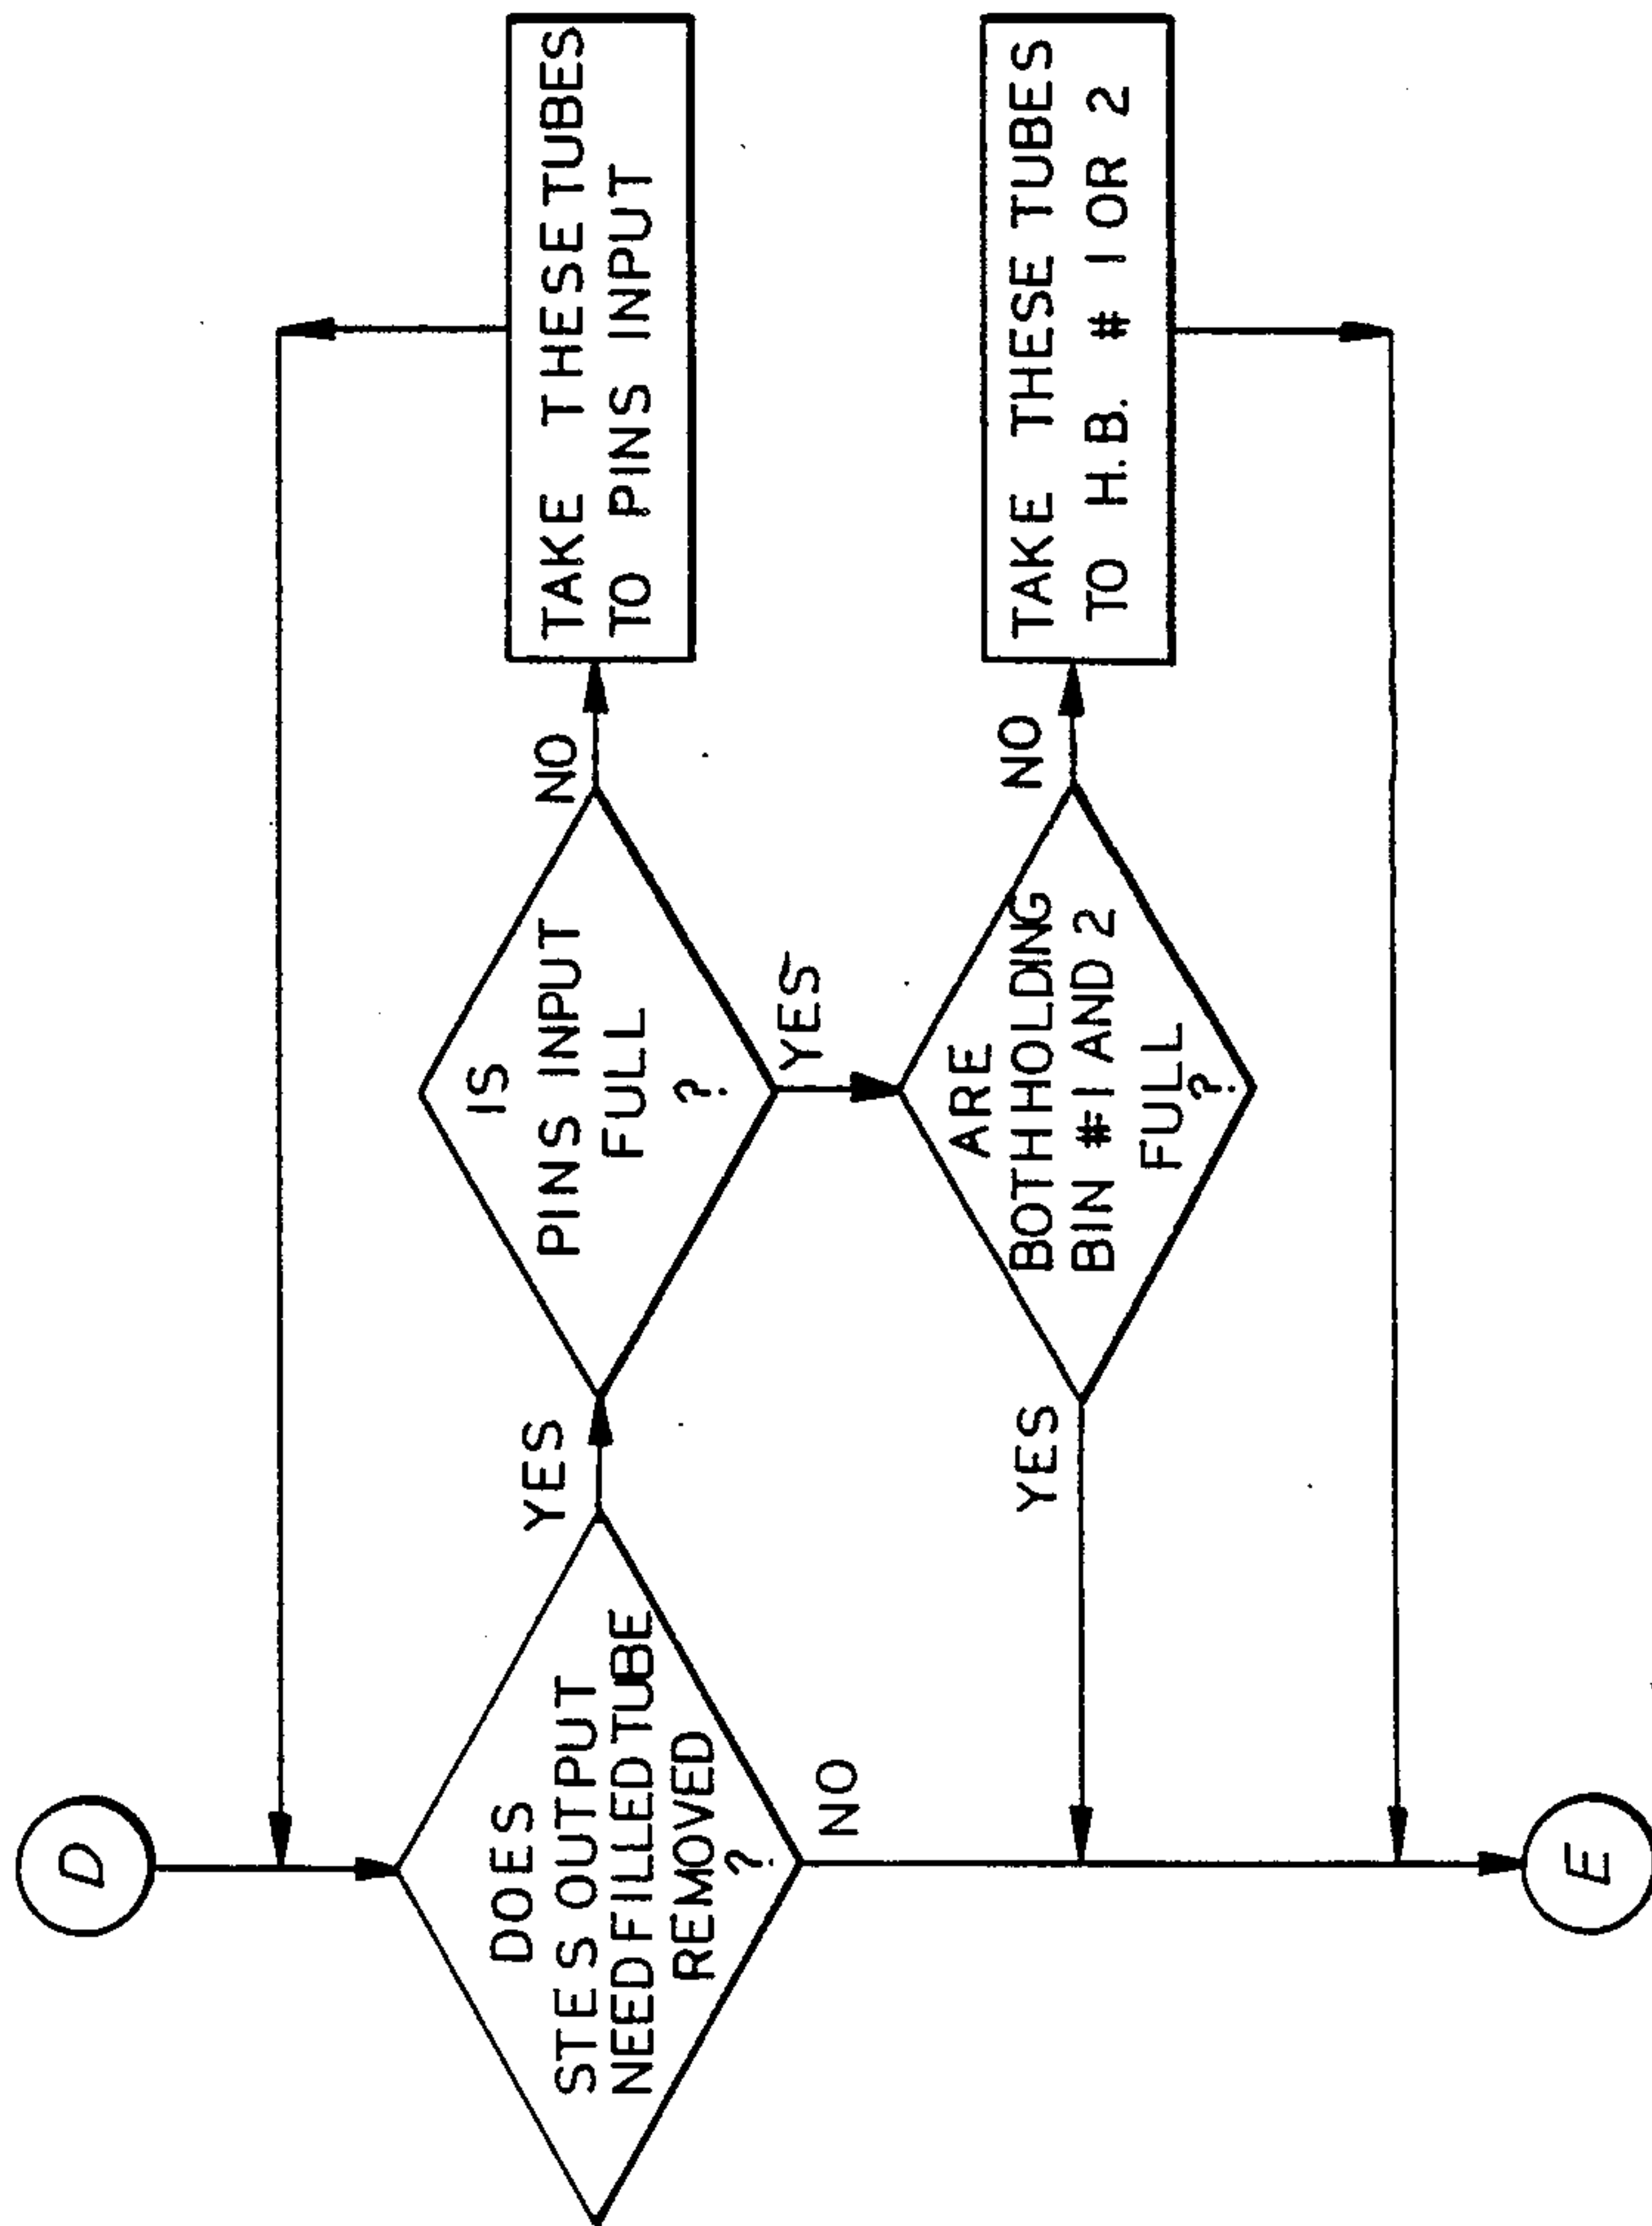 D
DOES
STES OUTPUT
NEED FILLED TUBE
REMOVED
?
YES
NO
IS
PINS INPUT
FULL
?
NO
YES
TAKE THESE TUBES
TO PINS INPUT
ARE
BOTH HOLDING
BIN #1 AND 2
FULL
?
YES
NO
TAKE THESE TUBES
TO H.B. # 1 OR 2
E